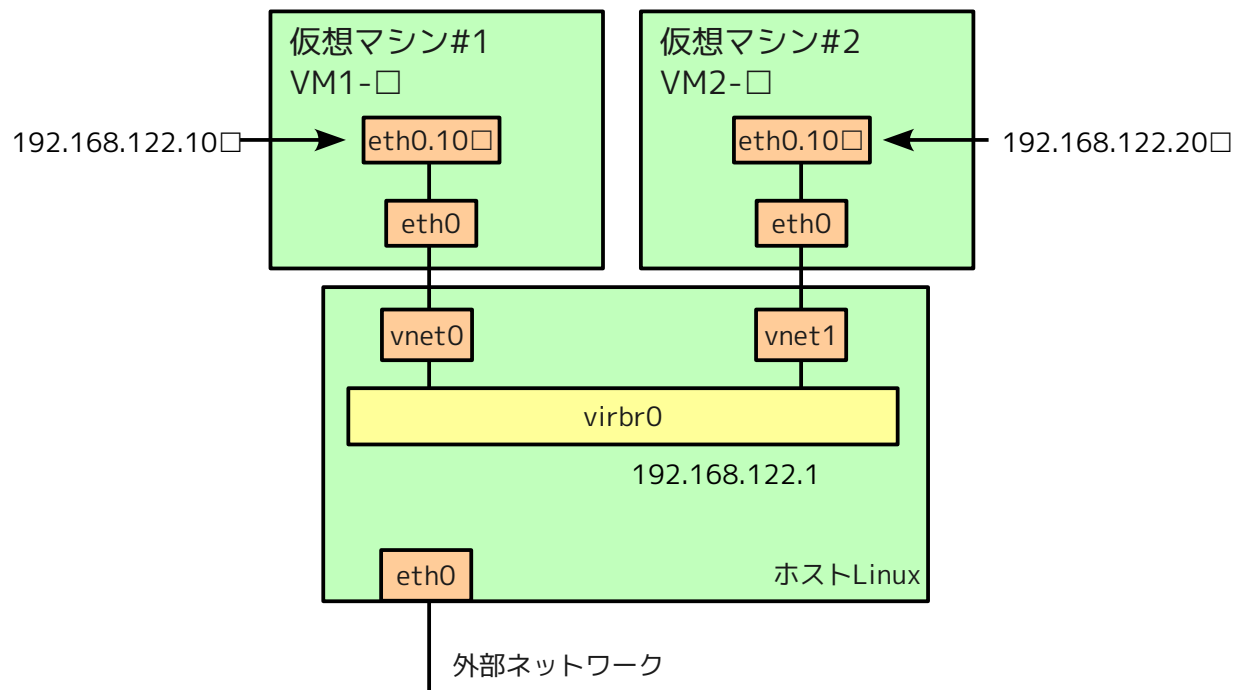 仮想マシン#1
VM1-□
仮想マシン#2
VM2-□
192.168.122.10□
eth0.10□
eth0.10□
192.168.122.20□
eth0
eth0
vnet0
vnet1
virbr0
192.168.122.1
eth0
ホストLinux
外部ネットワーク